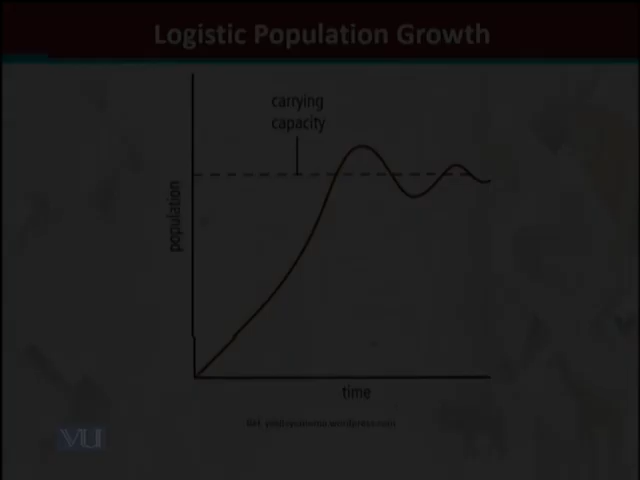 Logistic Population Growth
carrying
capacity
population
time
VU